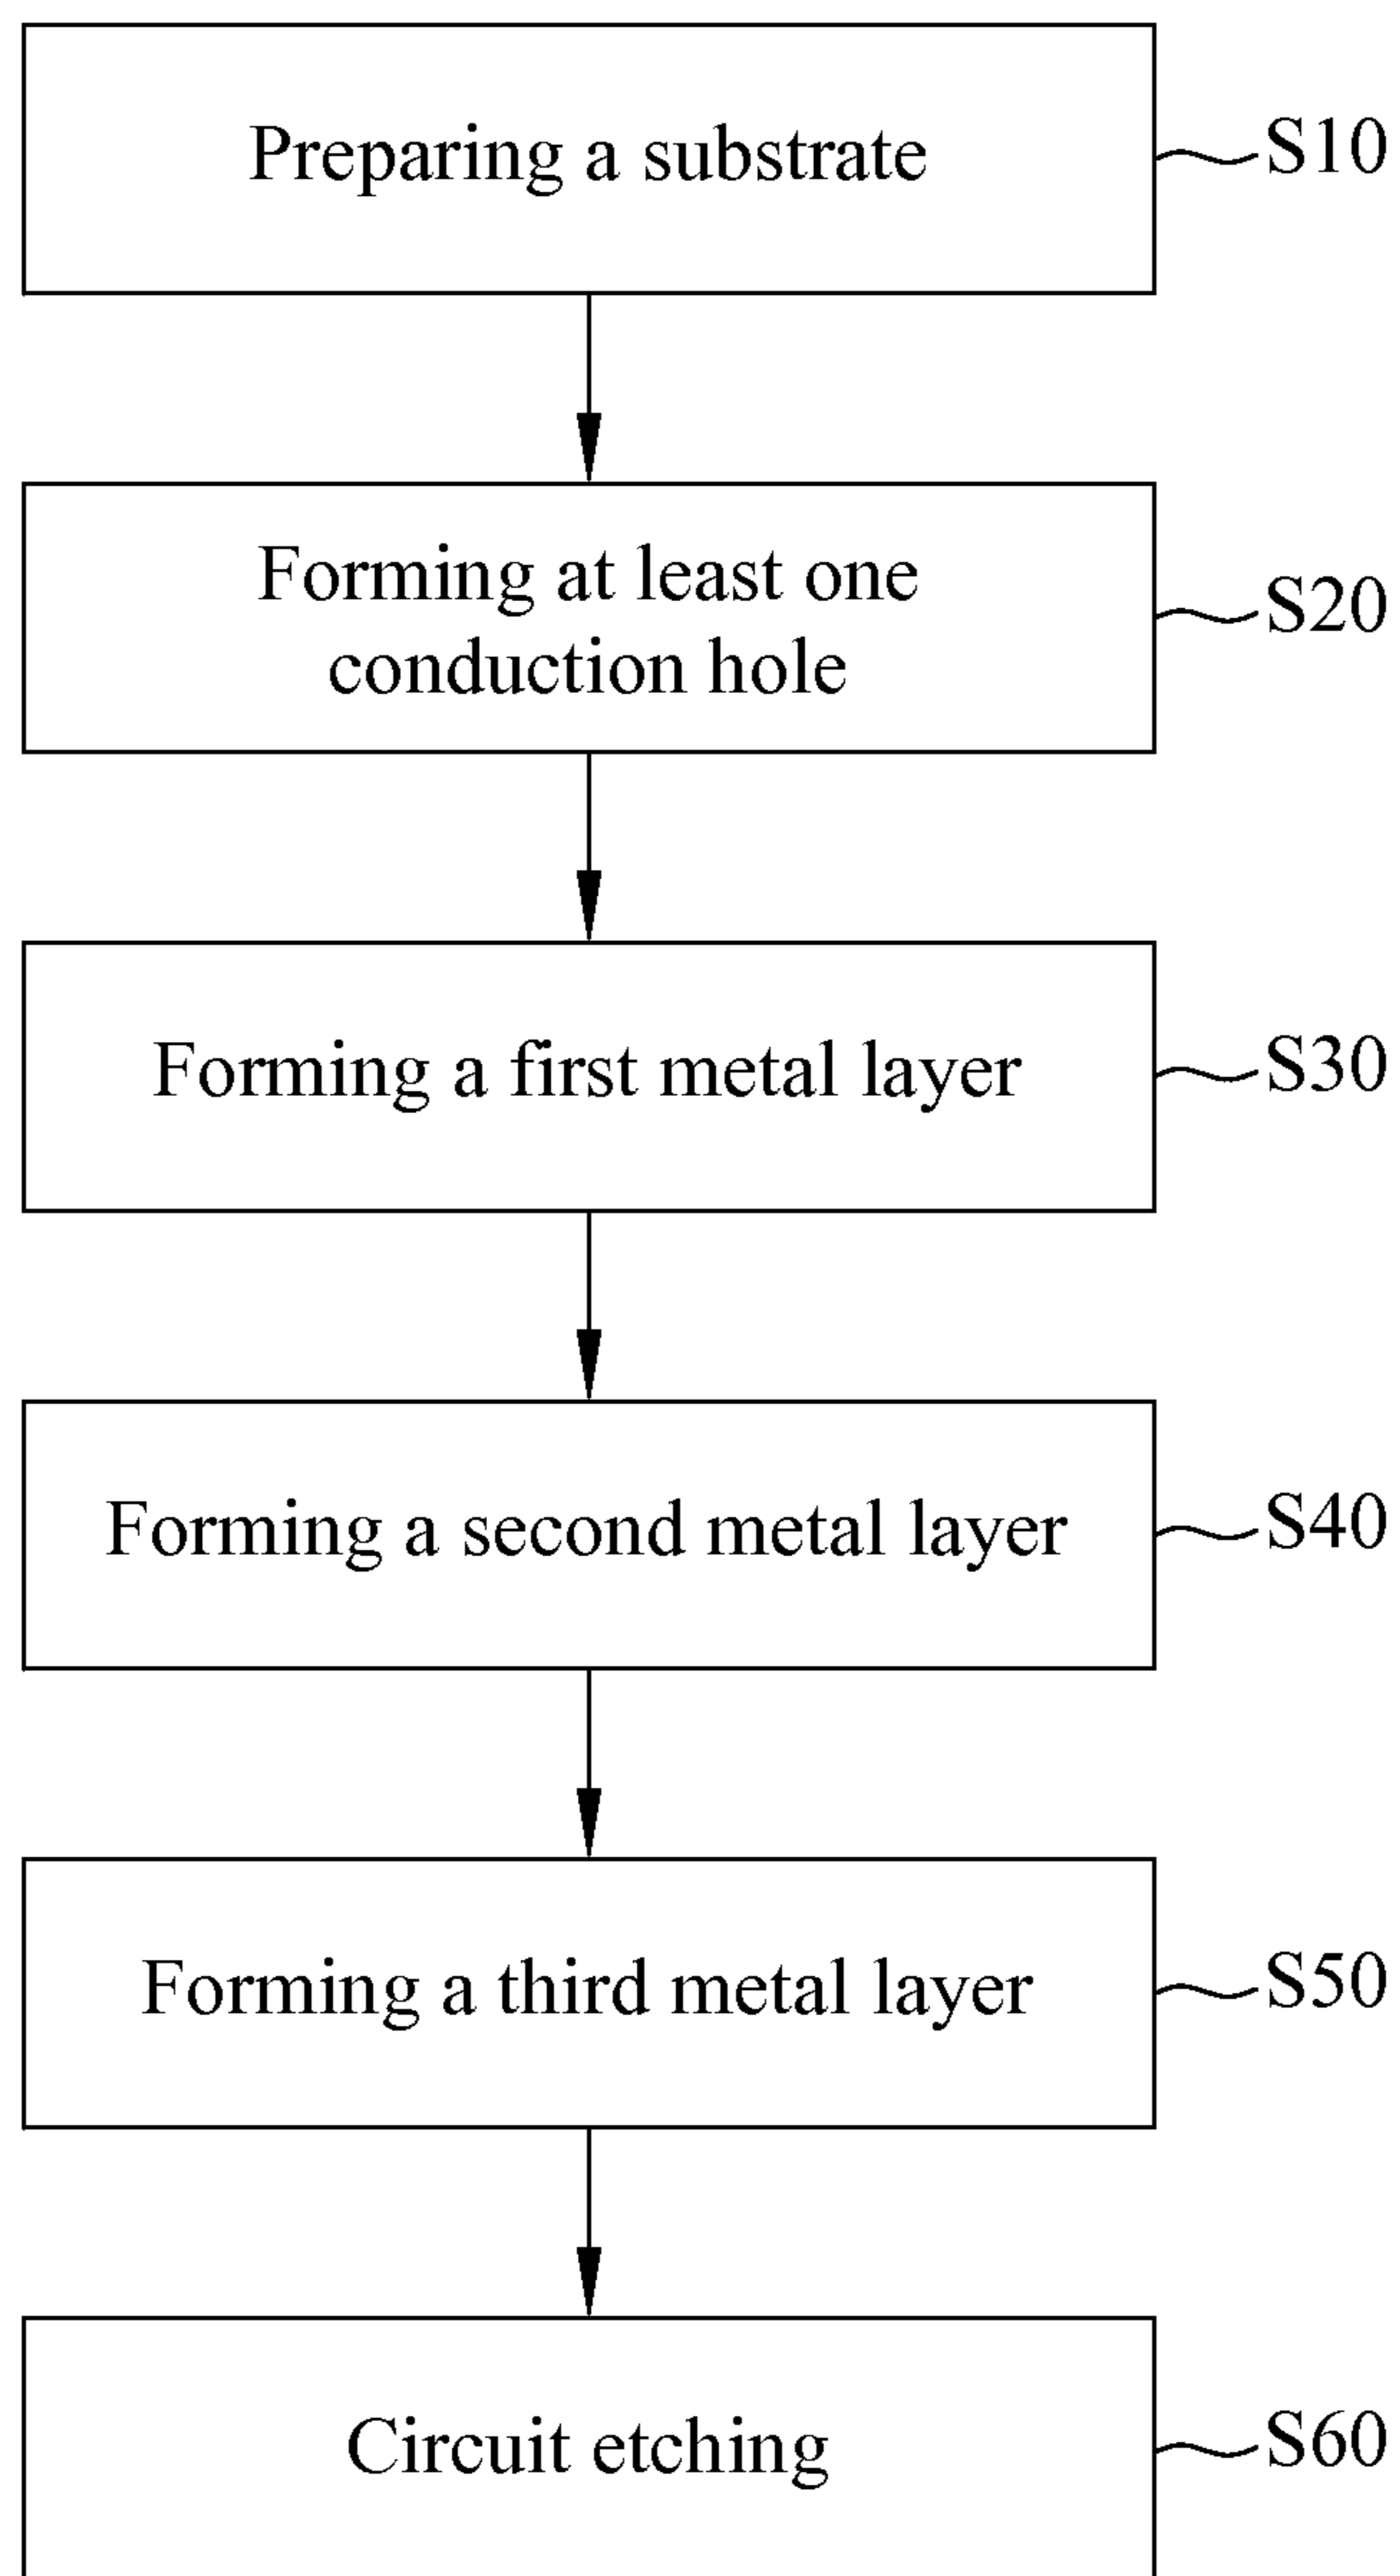 Preparing a substrate
S10
Forming at least one
conduction hole
S20
Forming a first metal layer
S30
Forming a second metal layer
S40
Forming a third metal layer
S50
Circuit etching
S60